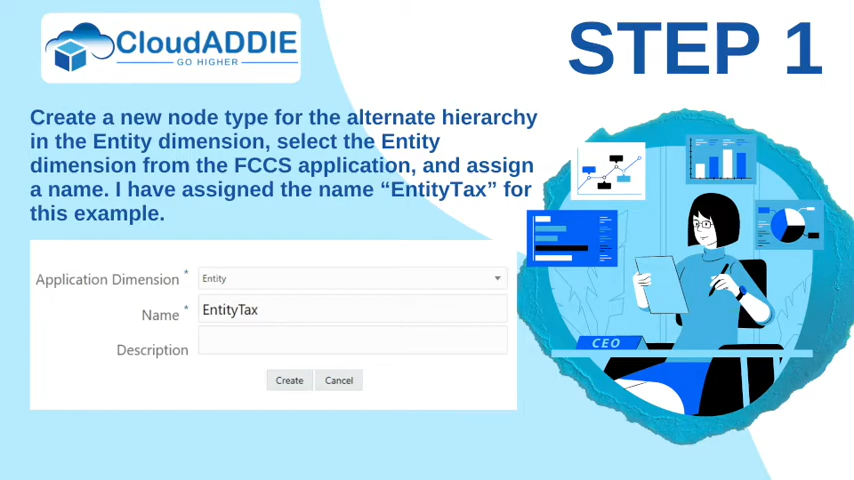 CloudADDIE
GO HIGHER
STEP 1
Create a new node type for the alternate hierarchy
in the Entity dimension, select the Entity
dimension from the FCCS application, and assign
a name. I have assigned the name “EntityTax” for
this example.
Application Dimension * Entity
Name * EntityTax
Description
Create Cancel
CEO